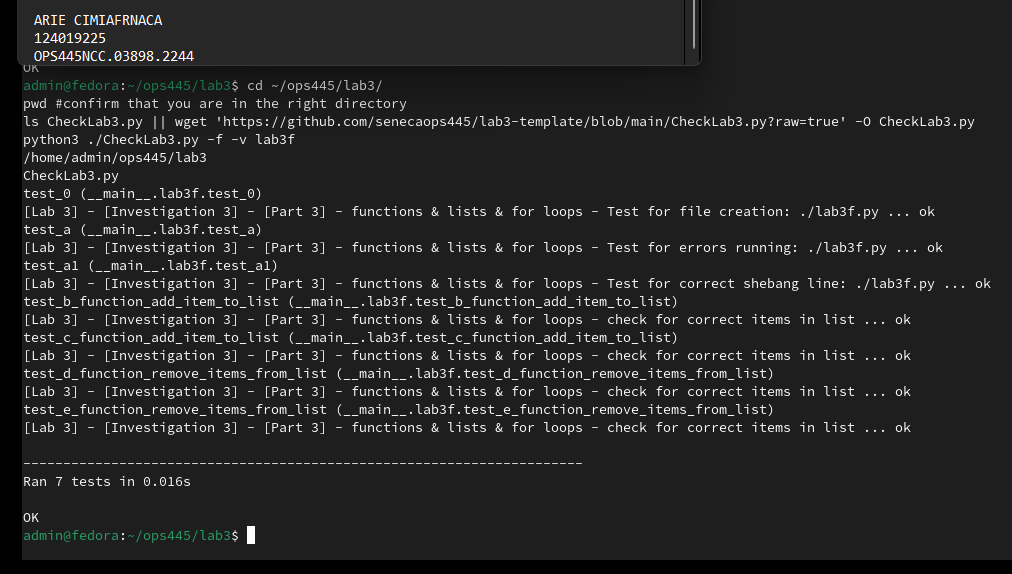 ARIE CIMIAFRNACA
124019225
OPS445NCC.03898.2244
OK
admin@fedora:~/ops445/lab3$ cd ~/ops445/lab3/
pwd #confirm that you are in the right directory
ls CheckLab3.py || wget 'https://github.com/senecaops445/lab3-template/blob/main/CheckLab3.py?raw=true' -O CheckLab3.py
python3 ./CheckLab3.py -f -v lab3f
/home/admin/ops445/lab3
CheckLab3.py
test_0 (__main__.lab3f.test_0)
[Lab 3] - [Investigation 3] - [Part 3] - functions & lists & for loops - Test for file creation: ./lab3f.py ... ok
test_a (__main__.lab3f.test_a)
[Lab 3] - [Investigation 3] - [Part 3] - functions & lists & for loops - Test for errors running: ./lab3f.py ... ok
test_a1 (__main__.lab3f.test_a1)
[Lab 3] - [Investigation 3] - [Part 3] - functions & lists & for loops - Test for correct shebang line: ./lab3f.py ... ok
test_b_function_add_item_to_list (__main__.lab3f.test_b_function_add_item_to_list)
[Lab 3] - [Investigation 3] - [Part 3] - functions & lists & for loops - check for correct items in list ... ok
test_c_function_add_item_to_list (__main__.lab3f.test_c_function_add_item_to_list)
[Lab 3] - [Investigation 3] - [Part 3] - functions & lists & for loops - check for correct items in list ... ok
test_d_function_remove_items_from_list (__main__.lab3f.test_d_function_remove_items_from_list)
[Lab 3] - [Investigation 3] - [Part 3] - functions & lists & for loops - check for correct items in list ... ok
test_e_function_remove_items_from_list (__main__.lab3f.test_e_function_remove_items_from_list)
[Lab 3] - [Investigation 3] - [Part 3] - functions & lists & for loops - check for correct items in list ... ok
----------------------------------------------------------------------
Ran 7 tests in 0.016s
OK
admin@fedora:~/ops445/lab3$